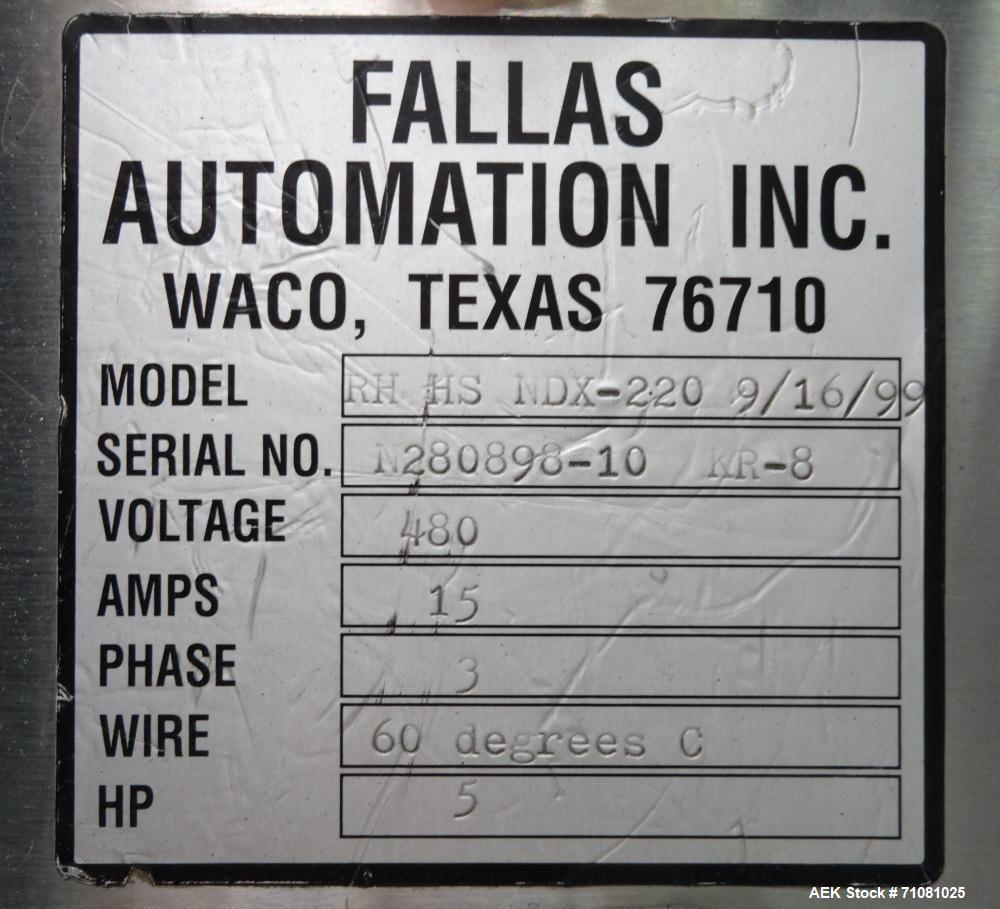 FALLAS
AUTOMATION INC.
WACO, TEXAS 76710
MODEL RH HS NDX-220 9/16/99
SERIAL NO. N280898-10 KR-8
VOLTAGE 480
AMPS 15
PHASE 3
WIRE 60 degrees C
HP 5
AEK Stock # 71081025